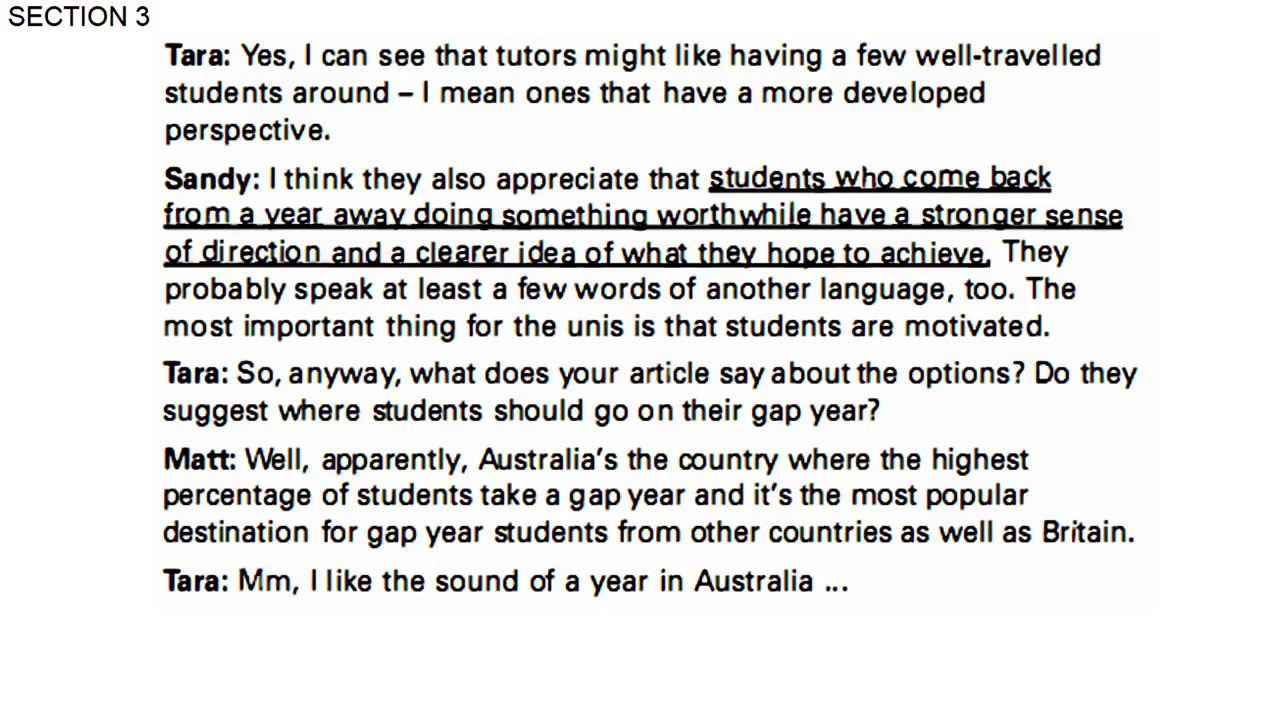 SECTION 3
Tara: Yes, I can see that tutors might like having a few well-travelled
students around – I mean ones that have a more developed
perspective.
Sandy: I think they also appreciate that students who come back
from a year away doing something worthwhile have a stronger sense
of direction and a clearer idea of what they hope to achieve. They
probably speak at least a few words of another language, too. The
most important thing for the unis is that students are motivated.
Tara: So, anyway, what does your article say about the options? Do they
suggest where students should go on their gap year?
Matt: Well, apparently, Australia's the country where the highest
percentage of students take a gap year and it's the most popular
destination for gap year students from other countries as well as Britain.
Tara: Mm, I like the sound of a year in Australia ...